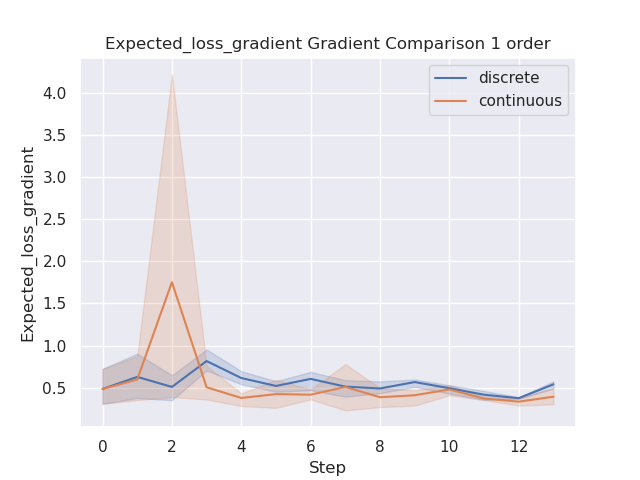 Expected_loss_gradient Gradient Comparison 1 order
discrete
continuous
Expected_loss_gradient
4.0
3.5
3.0
2.5
2.0
1.5
1.0
0.5
0 2 4 6 8 10 12
Step